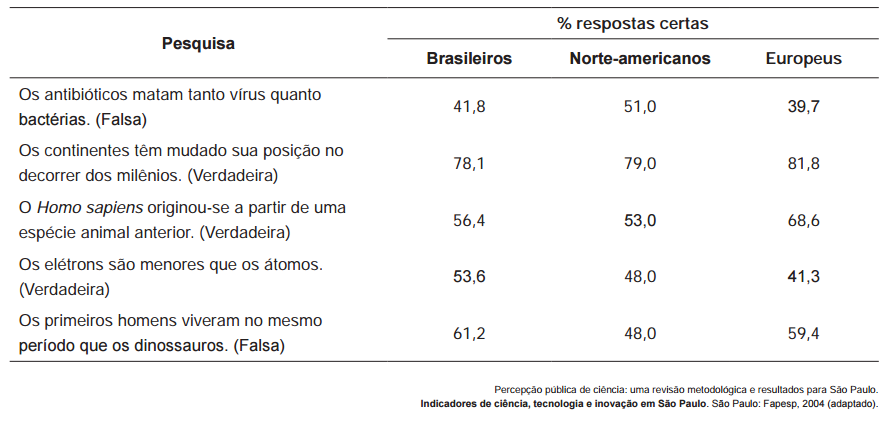 Pesquisa
% respostas certas
Brasileiros Norte-americanos Europeus
Os antibióticos matam tanto vírus quanto
bactérias. (Falsa)
41,8 51,0 39,7
Os continentes têm mudado sua posição no
decorrer dos milênios. (Verdadeira)
78,1 79,0 81,8
O Homo sapiens originou-se a partir de uma
espécie animal anterior. (Verdadeira)
56,4 53,0 68,6
Os elétrons são menores que os átomos.
(Verdadeira)
53,6 48,0 41,3
Os primeiros homens viveram no mesmo
período que os dinossauros. (Falsa)
61,2 48,0 59,4
Percepção pública de ciência: uma revisão metodológica e resultados para São Paulo.
Indicadores de ciência, tecnologia e inovação em São Paulo. São Paulo: Fapesp, 2004 (adaptado).